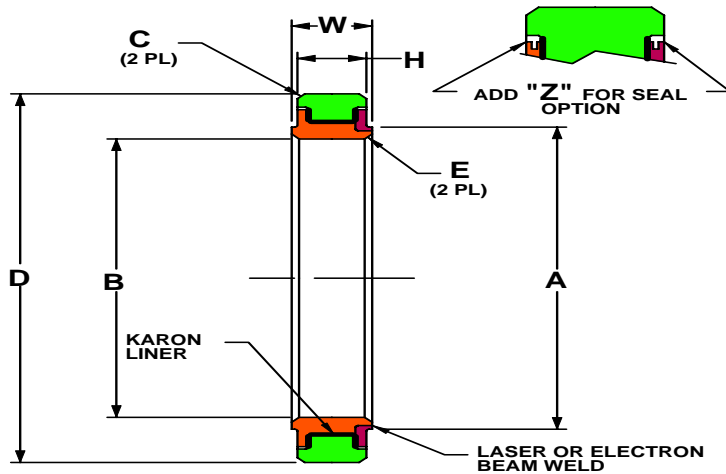 W
C
(2 PL)
H
ADD "Z" FOR SEAL
OPTION
E
(2 PL)
D
B
A
KARON
LINER
LASER OR ELECTRON
BEAM WELD